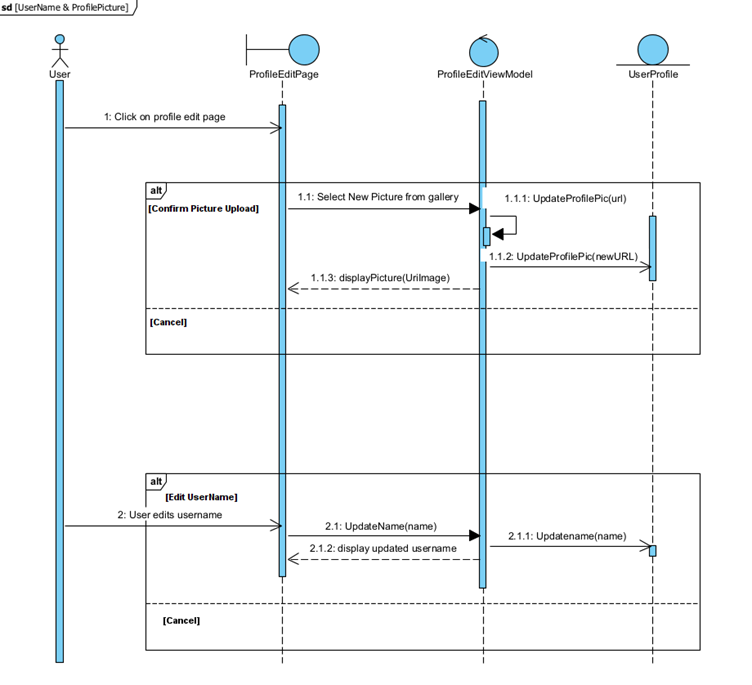 sd [UserName & ProfilePicture]
User
ProfileEditPage
ProfileEditViewModel
UserProfile
1: Click on profile edit page
alt
[Confirm Picture Upload]
1.1: Select New Picture from gallery
1.1.1: UpdateProfilePic(url)
1.1.2: UpdateProfilePic(newURL)
1.1.3: displayPicture(UriImage)
[Cancel]
alt
[Edit UserName]
2: User edits username
2.1: UpdateName(name)
2.1.1: Updatename(name)
2.1.2: display updated username
[Cancel]